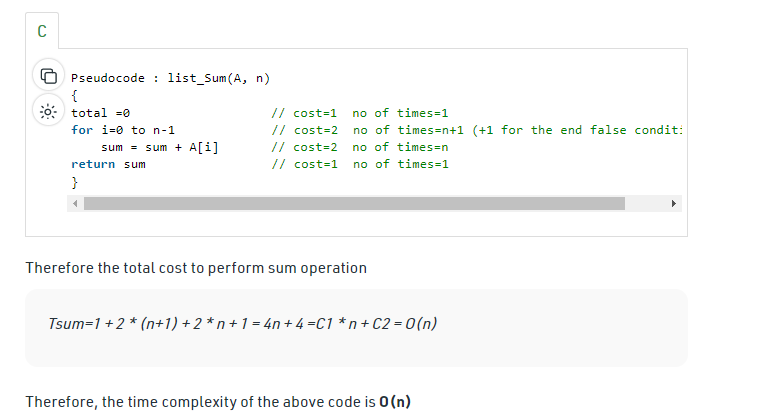 C
Pseudocode : list_Sum(A, n)
{
total =0 // cost=1 no of times=1
for i=0 to n-1 // cost=2 no of times=n+1 (+1 for the end false conditi
sum = sum + A[i] // cost=2 no of times=n
return sum // cost=1 no of times=1
}
Therefore the total cost to perform sum operation
Tsum=1 + 2 * (n+1) + 2 * n + 1 = 4n + 4 =C1 * n + C2 = O(n)
Therefore, the time complexity of the above code is O(n)